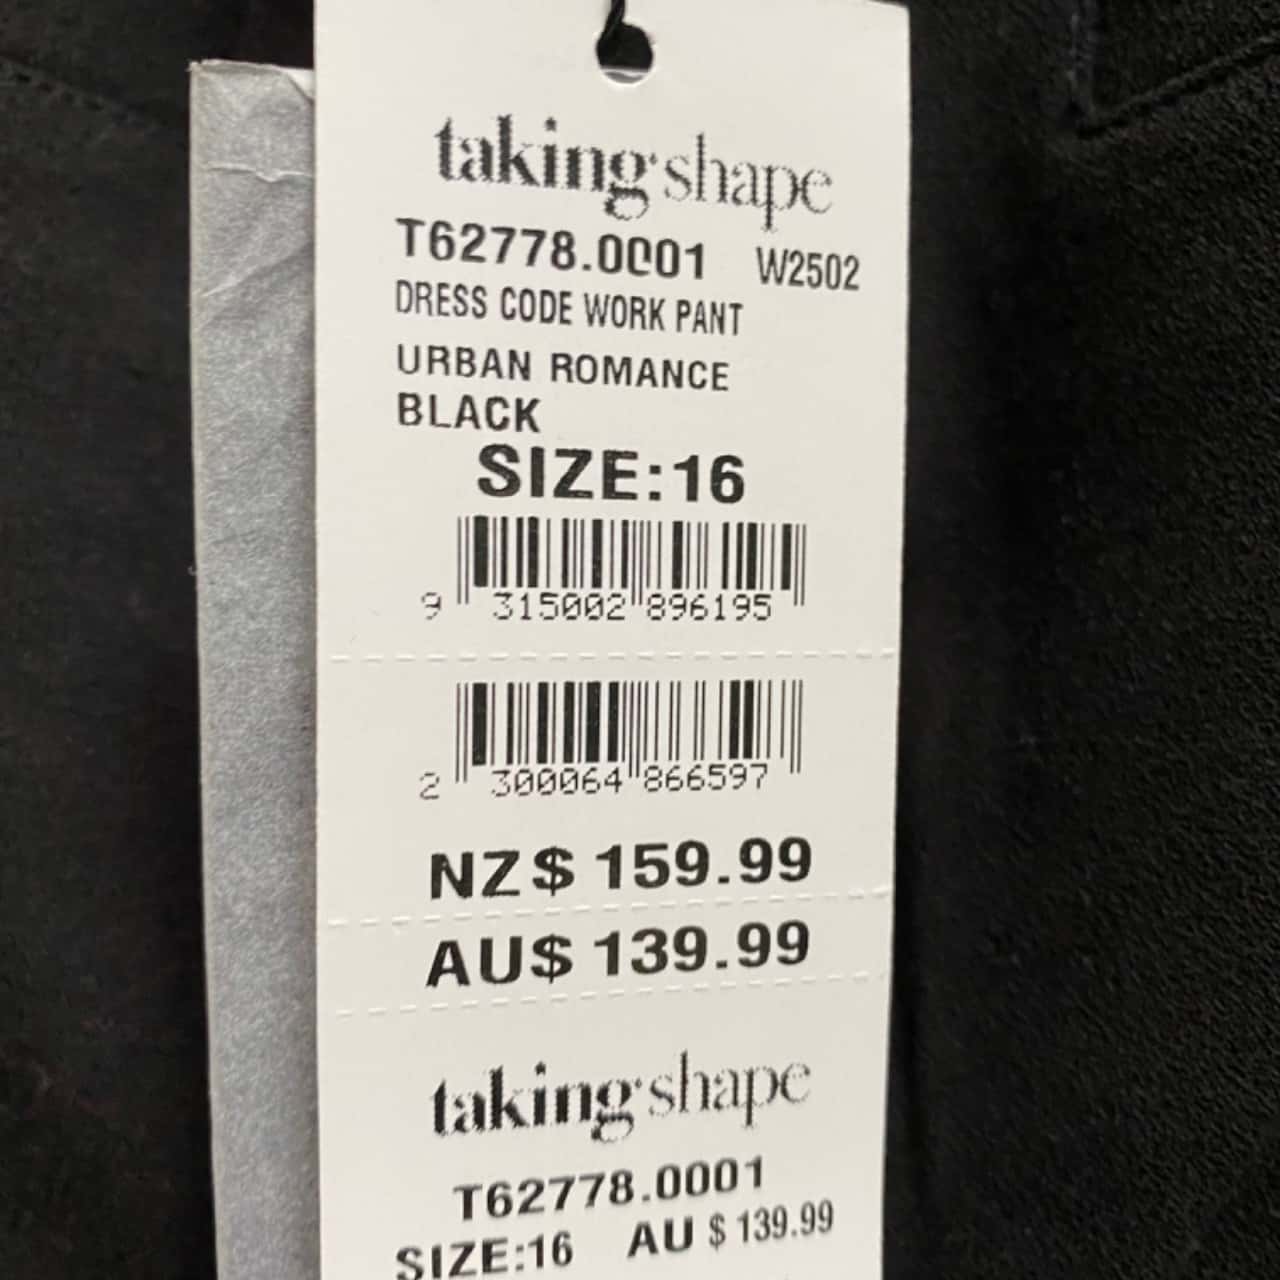 taking shape
T62778.0001 W2502
DRESS CODE WORK PANT
URBAN ROMANCE
BLACK
SIZE:16
9 315002 896195
2 300064 866597
NZ$ 159.99
AU$ 139.99
taking shape
T62778.0001
SIZE:16 AU $ 139.99